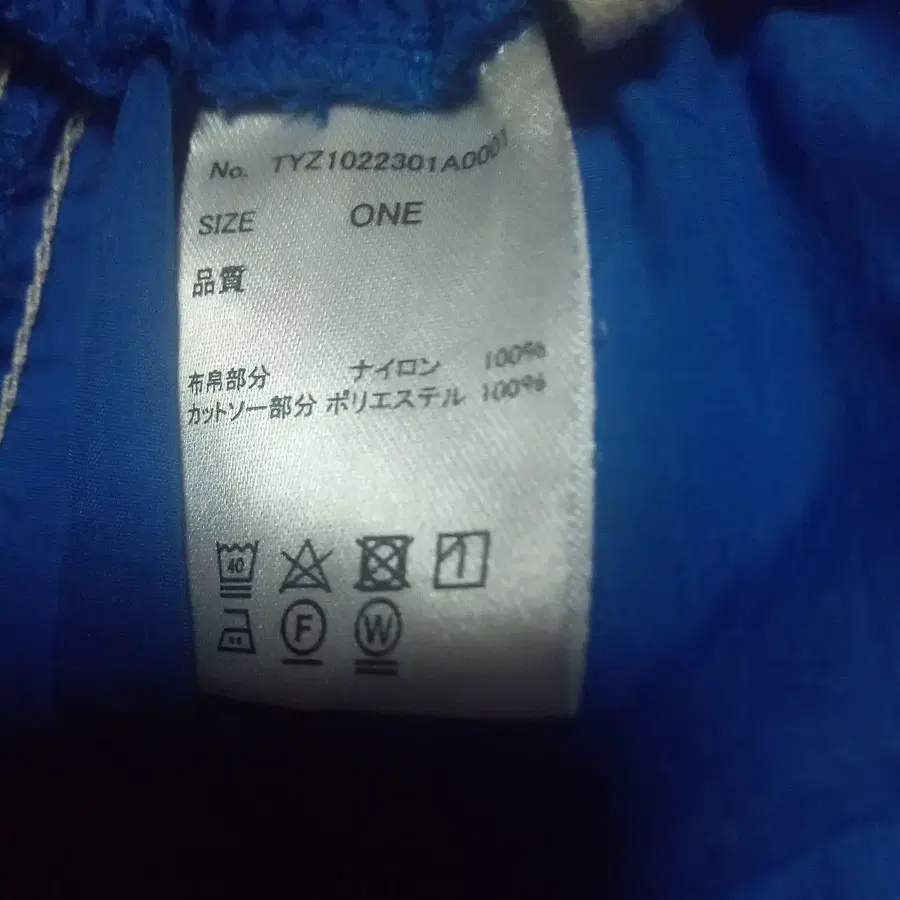 No. TYZ1022301A0001
SIZE ONE
品質
布帛部分 ナイロン 100%
カットソー部分 ポリエステル 100%
40
F W